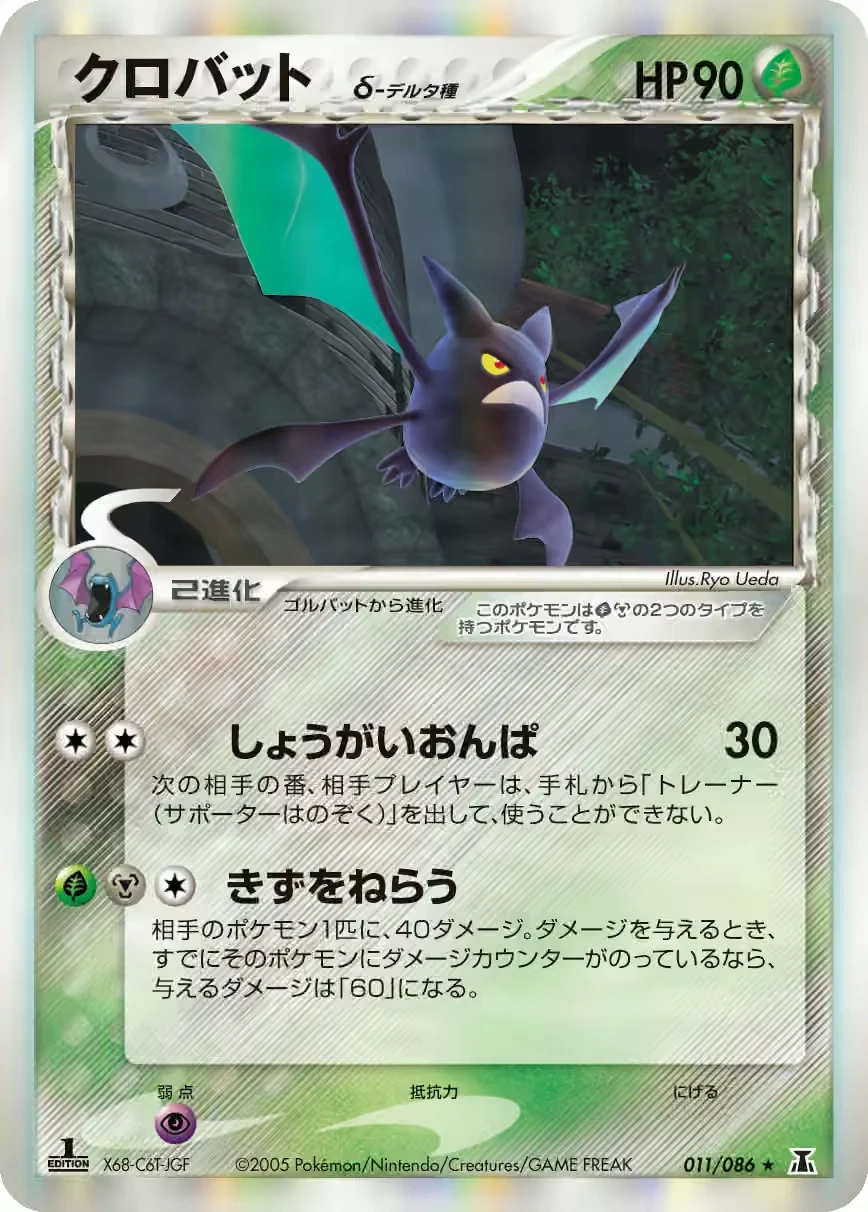 クロバット δ-デルタ種 HP90
Illus.Ryo Ueda
己進化 ゴルバットから進化
このポケモンは の2つのタイプを
持つポケモンです。
しょうがいおんぱ 30
次の相手の番、相手プレイヤーは、手札から「トレーナー
(サポーターはのぞく)」を出して、使うことができない。
きずをねらう
相手のポケモン1匹に、40ダメージ。ダメージを与えるとき、
すでにそのポケモンにダメージカウンターがのっているなら、
与えるダメージは「60」になる。
弱点 抵抗力 にげる
1 EDITION X68-C6T-JGF ©2005 Pokémon/Nintendo/Creatures/GAME FREAK 011/086 ★